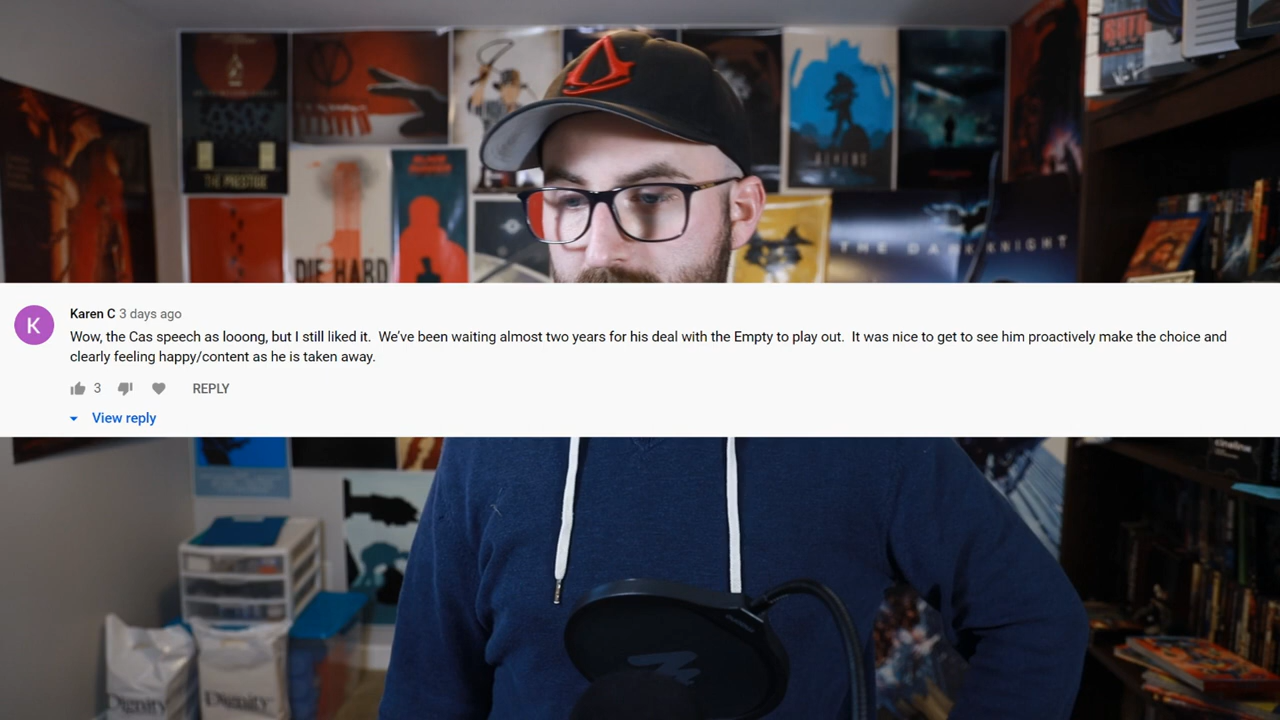 THE PRESTIGE
DIE HARD
ALIENS
THE DARK KNIGHT
Karen C 3 days ago
Wow, the Cas speech as looong, but I still liked it. We've been waiting almost two years for his deal with the Empty to play out. It was nice to get to see him proactively make the choice and
clearly feeling happy/content as he is taken away.
3 REPLY
View reply
K
Dignity
Dignity